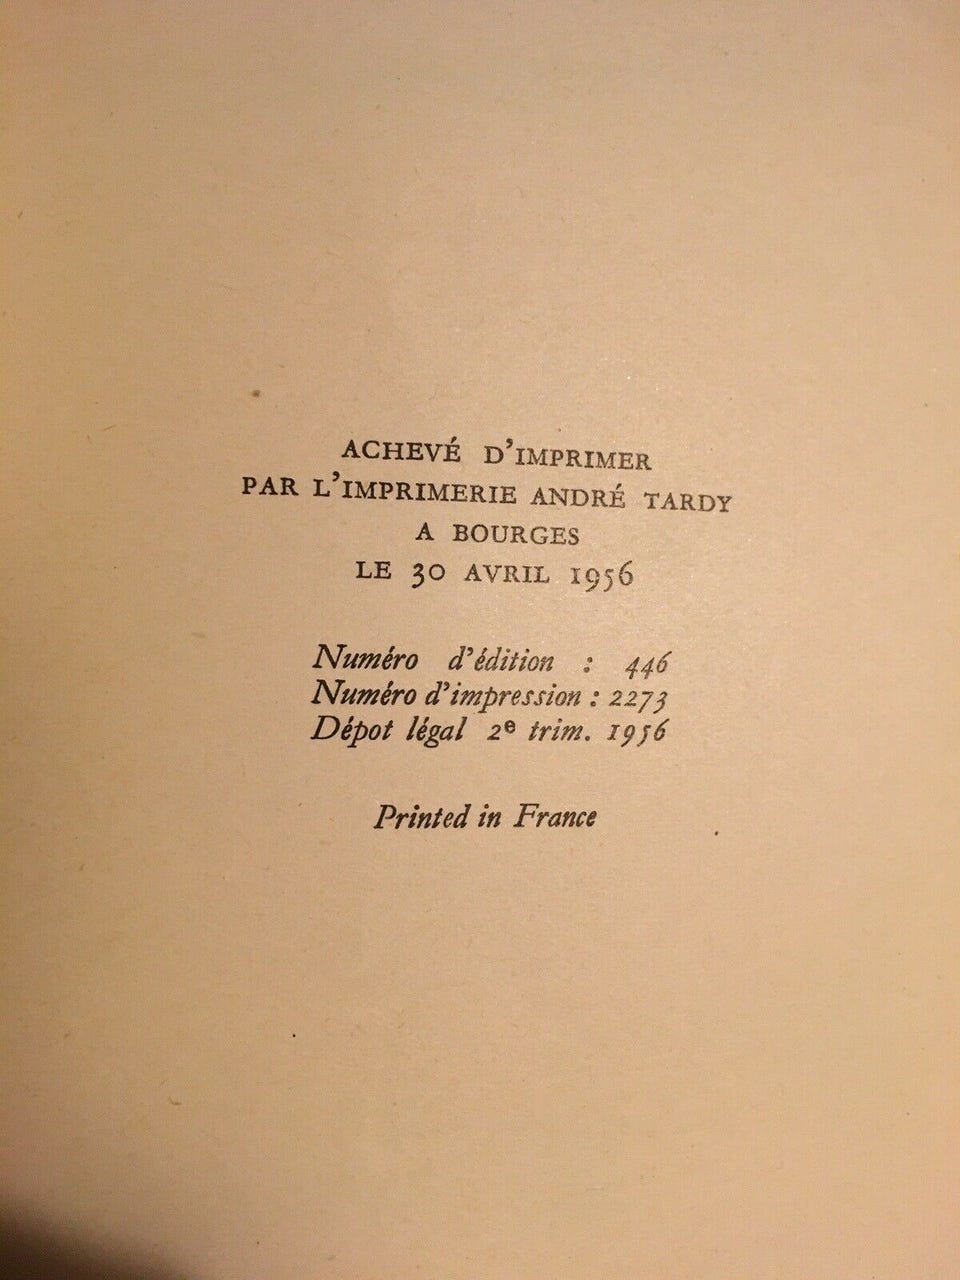 ACHEVÉ D’IMPRIMER
PAR L’IMPRIMERIE ANDRÉ TARDY
A BOURGES
LE 30 AVRIL 1956
Numéro d’édition : 446
Numéro d’impression : 2273
Dépot légal 2e trim. 1956
Printed in France